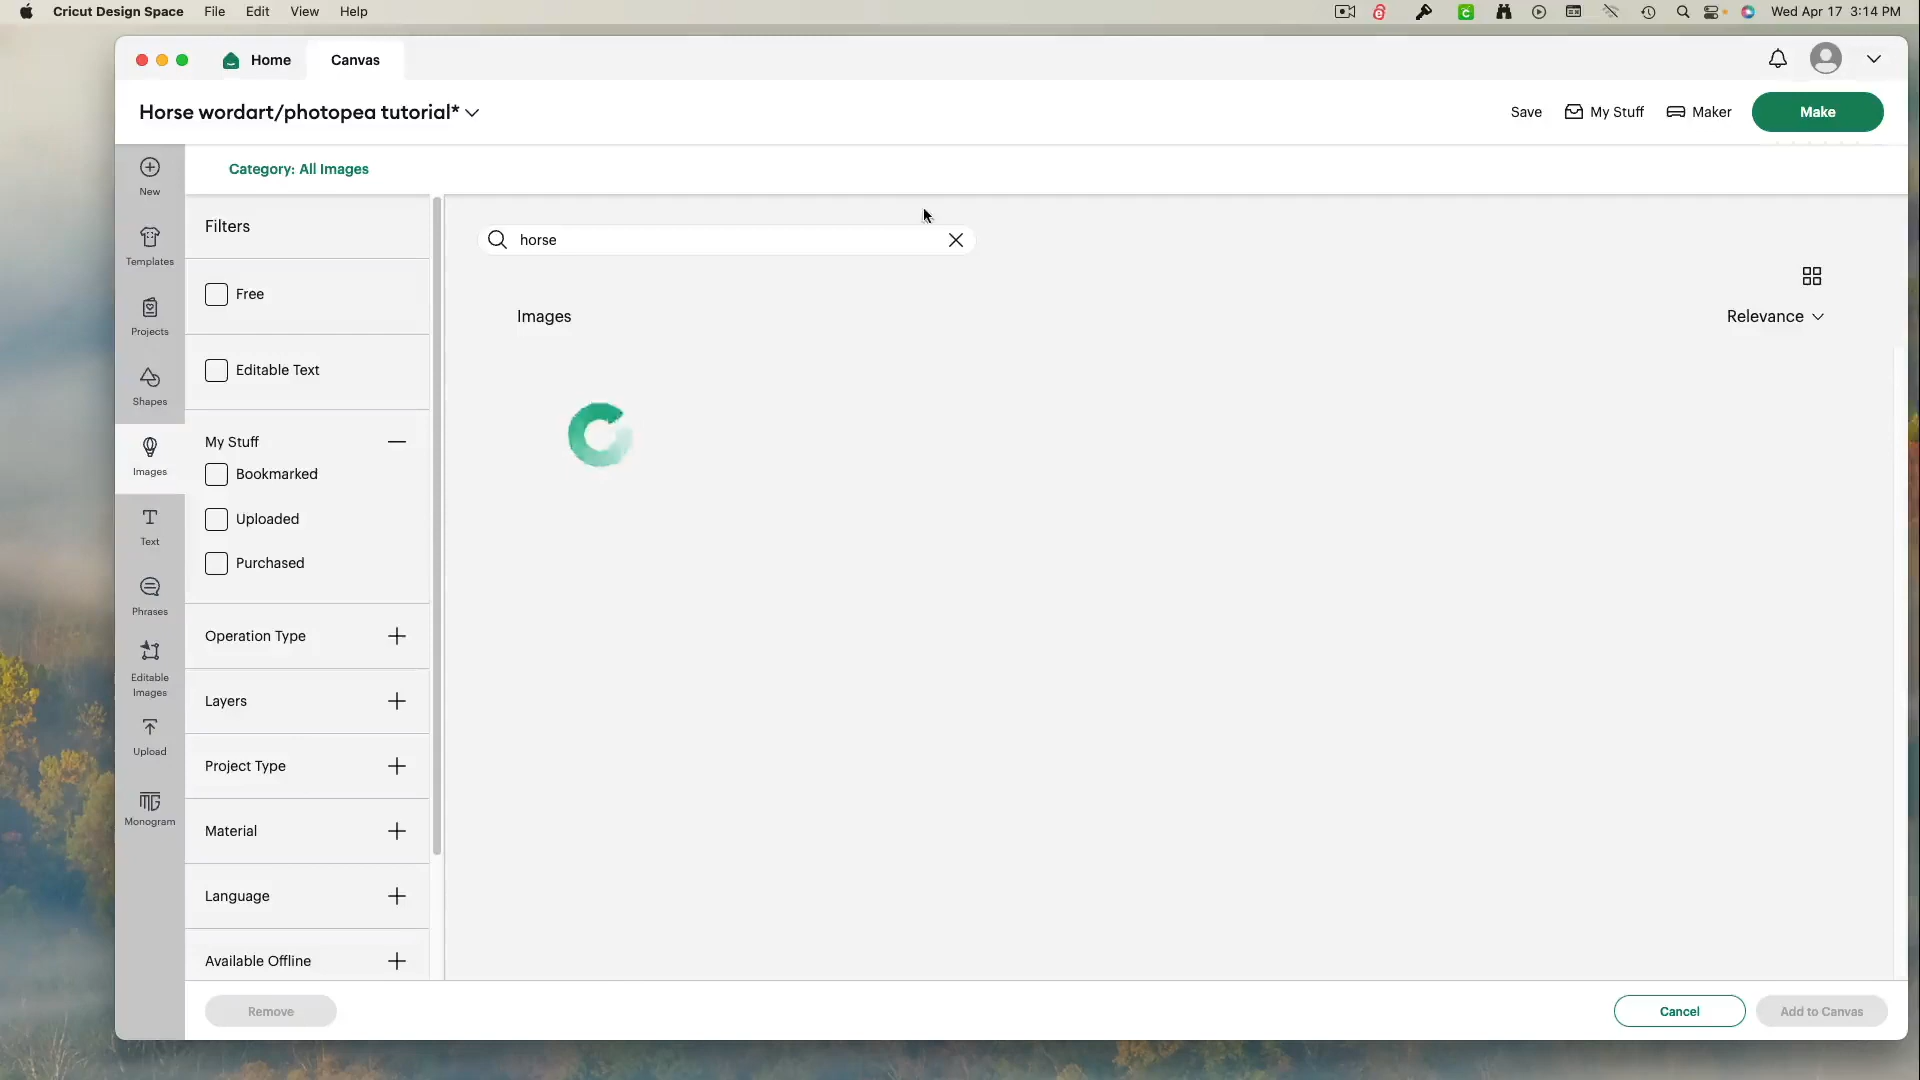 Cricut Design Space File Edit View Help Wed Apr 17 3:14 PM
Home Canvas
Horse wordart/photopea tutorial* Save My Stuff Maker Make
New
Templates
Projects
Shapes
Images
Text
Phrases
Editable
Images
Upload
Monogram
Category: All Images
Filters
Free
Editable Text
My Stuff
Bookmarked
Uploaded
Purchased
Operation Type
Layers
Project Type
Material
Language
Available Offline
horse
Images Relevance
Remove Cancel Add to Canvas